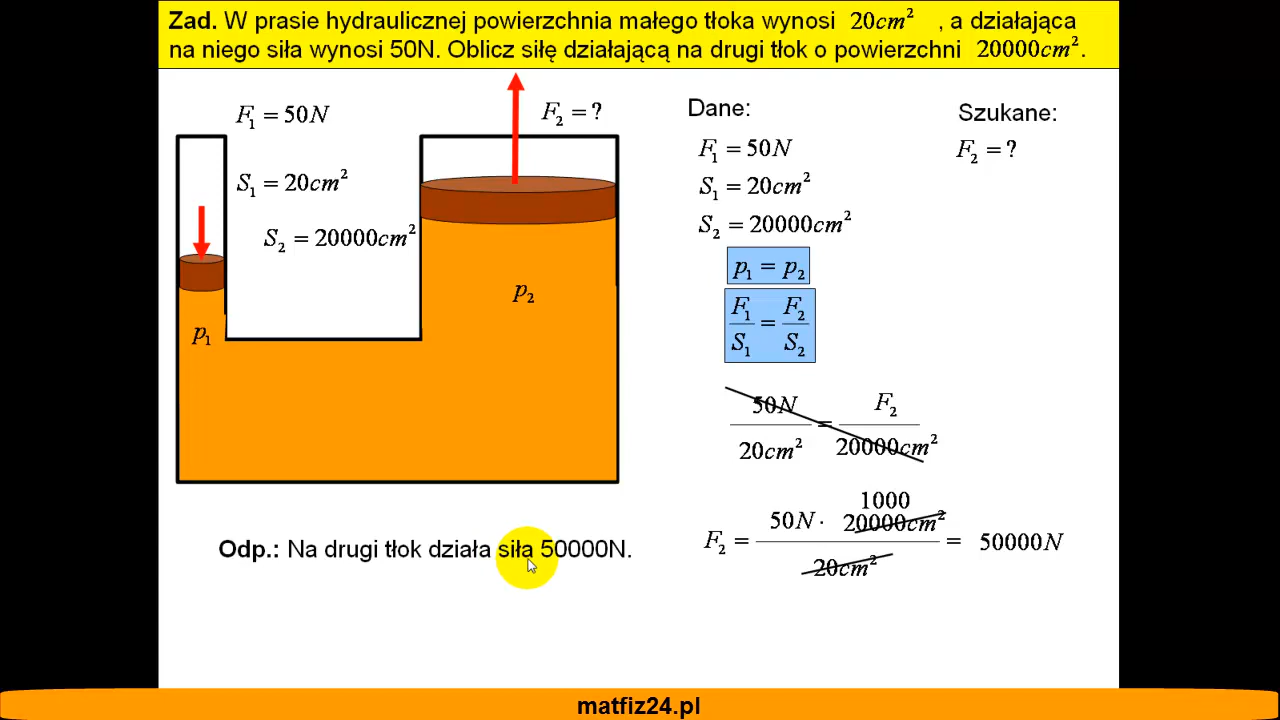 Zad. W prasie hydraulicznej powierzchnia małego tłoka wynosi 20cm² , a działająca
na niego siła wynosi 50N. Oblicz siłę działającą na drugi tłok o powierzchni 20000cm².
F₁ = 50N
F₂ = ?
S₁ = 20cm²
S₂ = 20000cm²
p₁
p₂
Dane:
F₁ = 50N
S₁ = 20cm²
S₂ = 20000cm²
Szukane:
F₂ = ?
p₁ = p₂
F₁/S₁ = F₂/S₂
50N/20cm² = F₂/20000cm²
1000
F₂ = 50N · 20000cm²/20cm² = 50000N
Odp.: Na drugi tłok działa siła 50000N.
matfiz24.pl